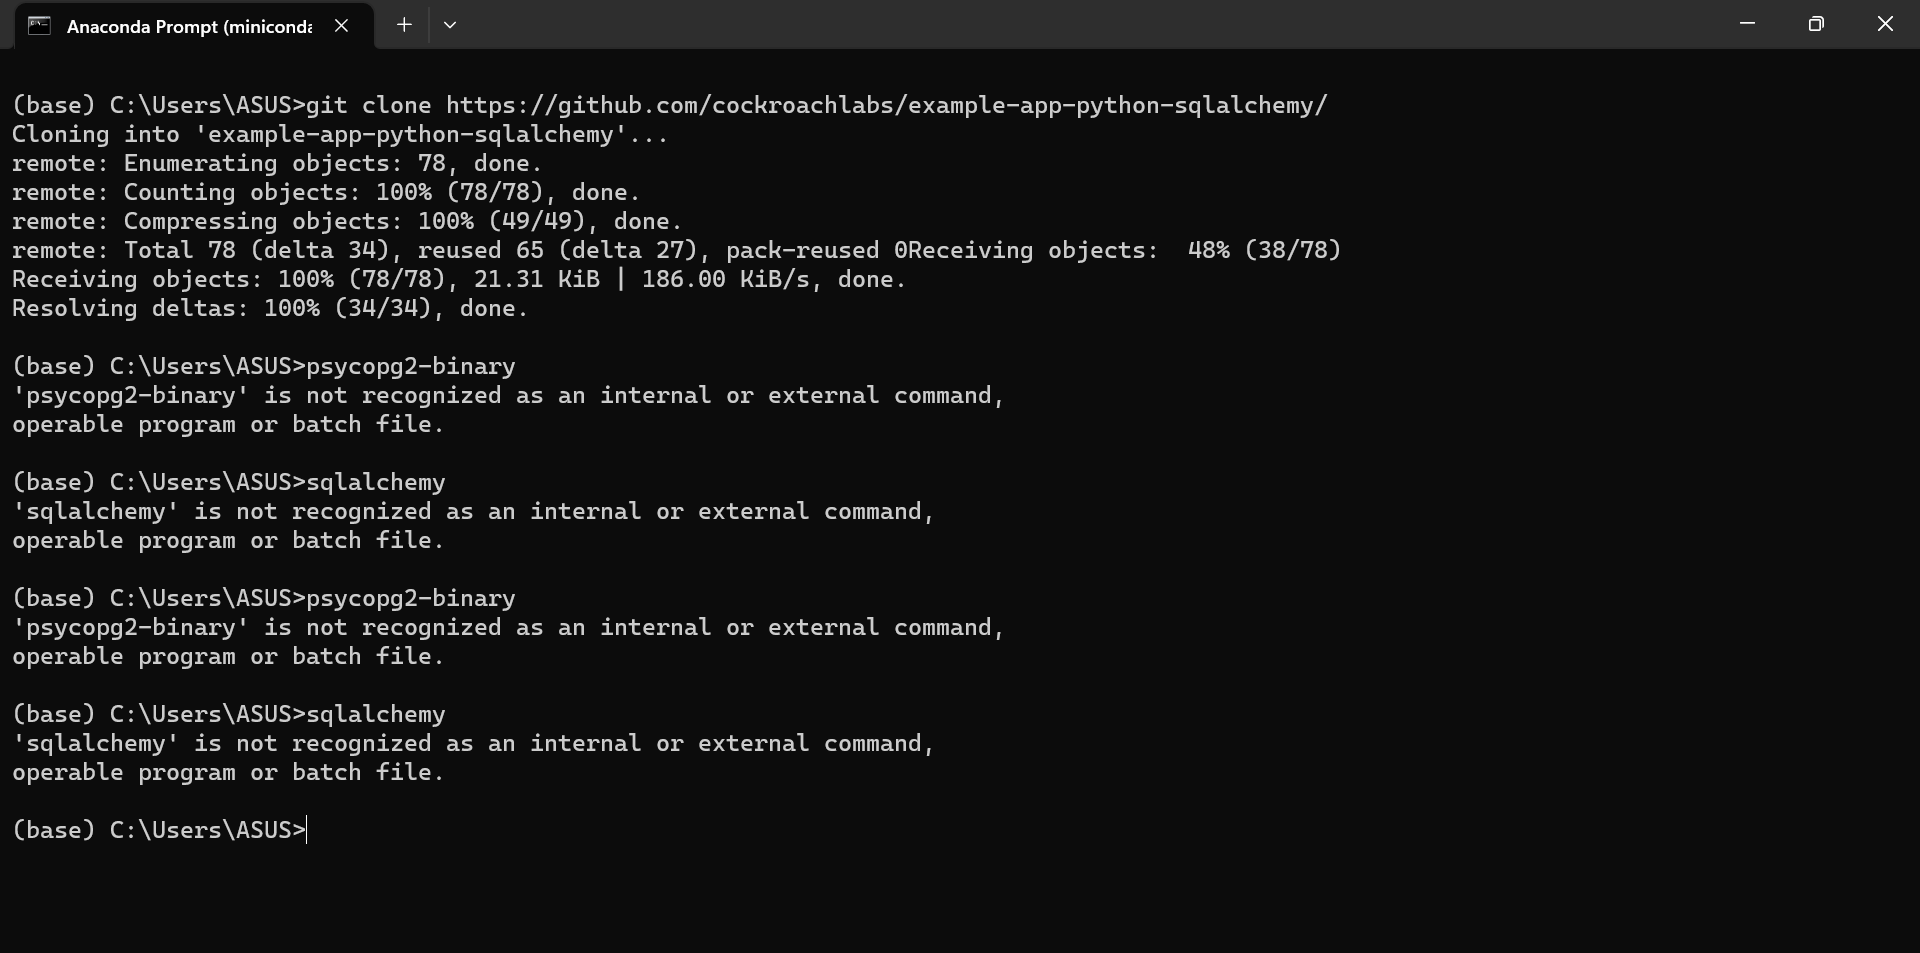 Anaconda Prompt (miniconda
(base) C:\Users\ASUS>git clone https://github.com/cockroachlabs/example-app-python-sqlalchemy/
Cloning into 'example-app-python-sqlalchemy'...
remote: Enumerating objects: 78, done.
remote: Counting objects: 100% (78/78), done.
remote: Compressing objects: 100% (49/49), done.
remote: Total 78 (delta 34), reused 65 (delta 27), pack-reused 0Receiving objects:  48% (38/78)
Receiving objects: 100% (78/78), 21.31 KiB | 186.00 KiB/s, done.
Resolving deltas: 100% (34/34), done.
(base) C:\Users\ASUS>psycopg2-binary
'psycopg2-binary' is not recognized as an internal or external command,
operable program or batch file.
(base) C:\Users\ASUS>sqlalchemy
'sqlalchemy' is not recognized as an internal or external command,
operable program or batch file.
(base) C:\Users\ASUS>psycopg2-binary
'psycopg2-binary' is not recognized as an internal or external command,
operable program or batch file.
(base) C:\Users\ASUS>sqlalchemy
'sqlalchemy' is not recognized as an internal or external command,
operable program or batch file.
(base) C:\Users\ASUS>